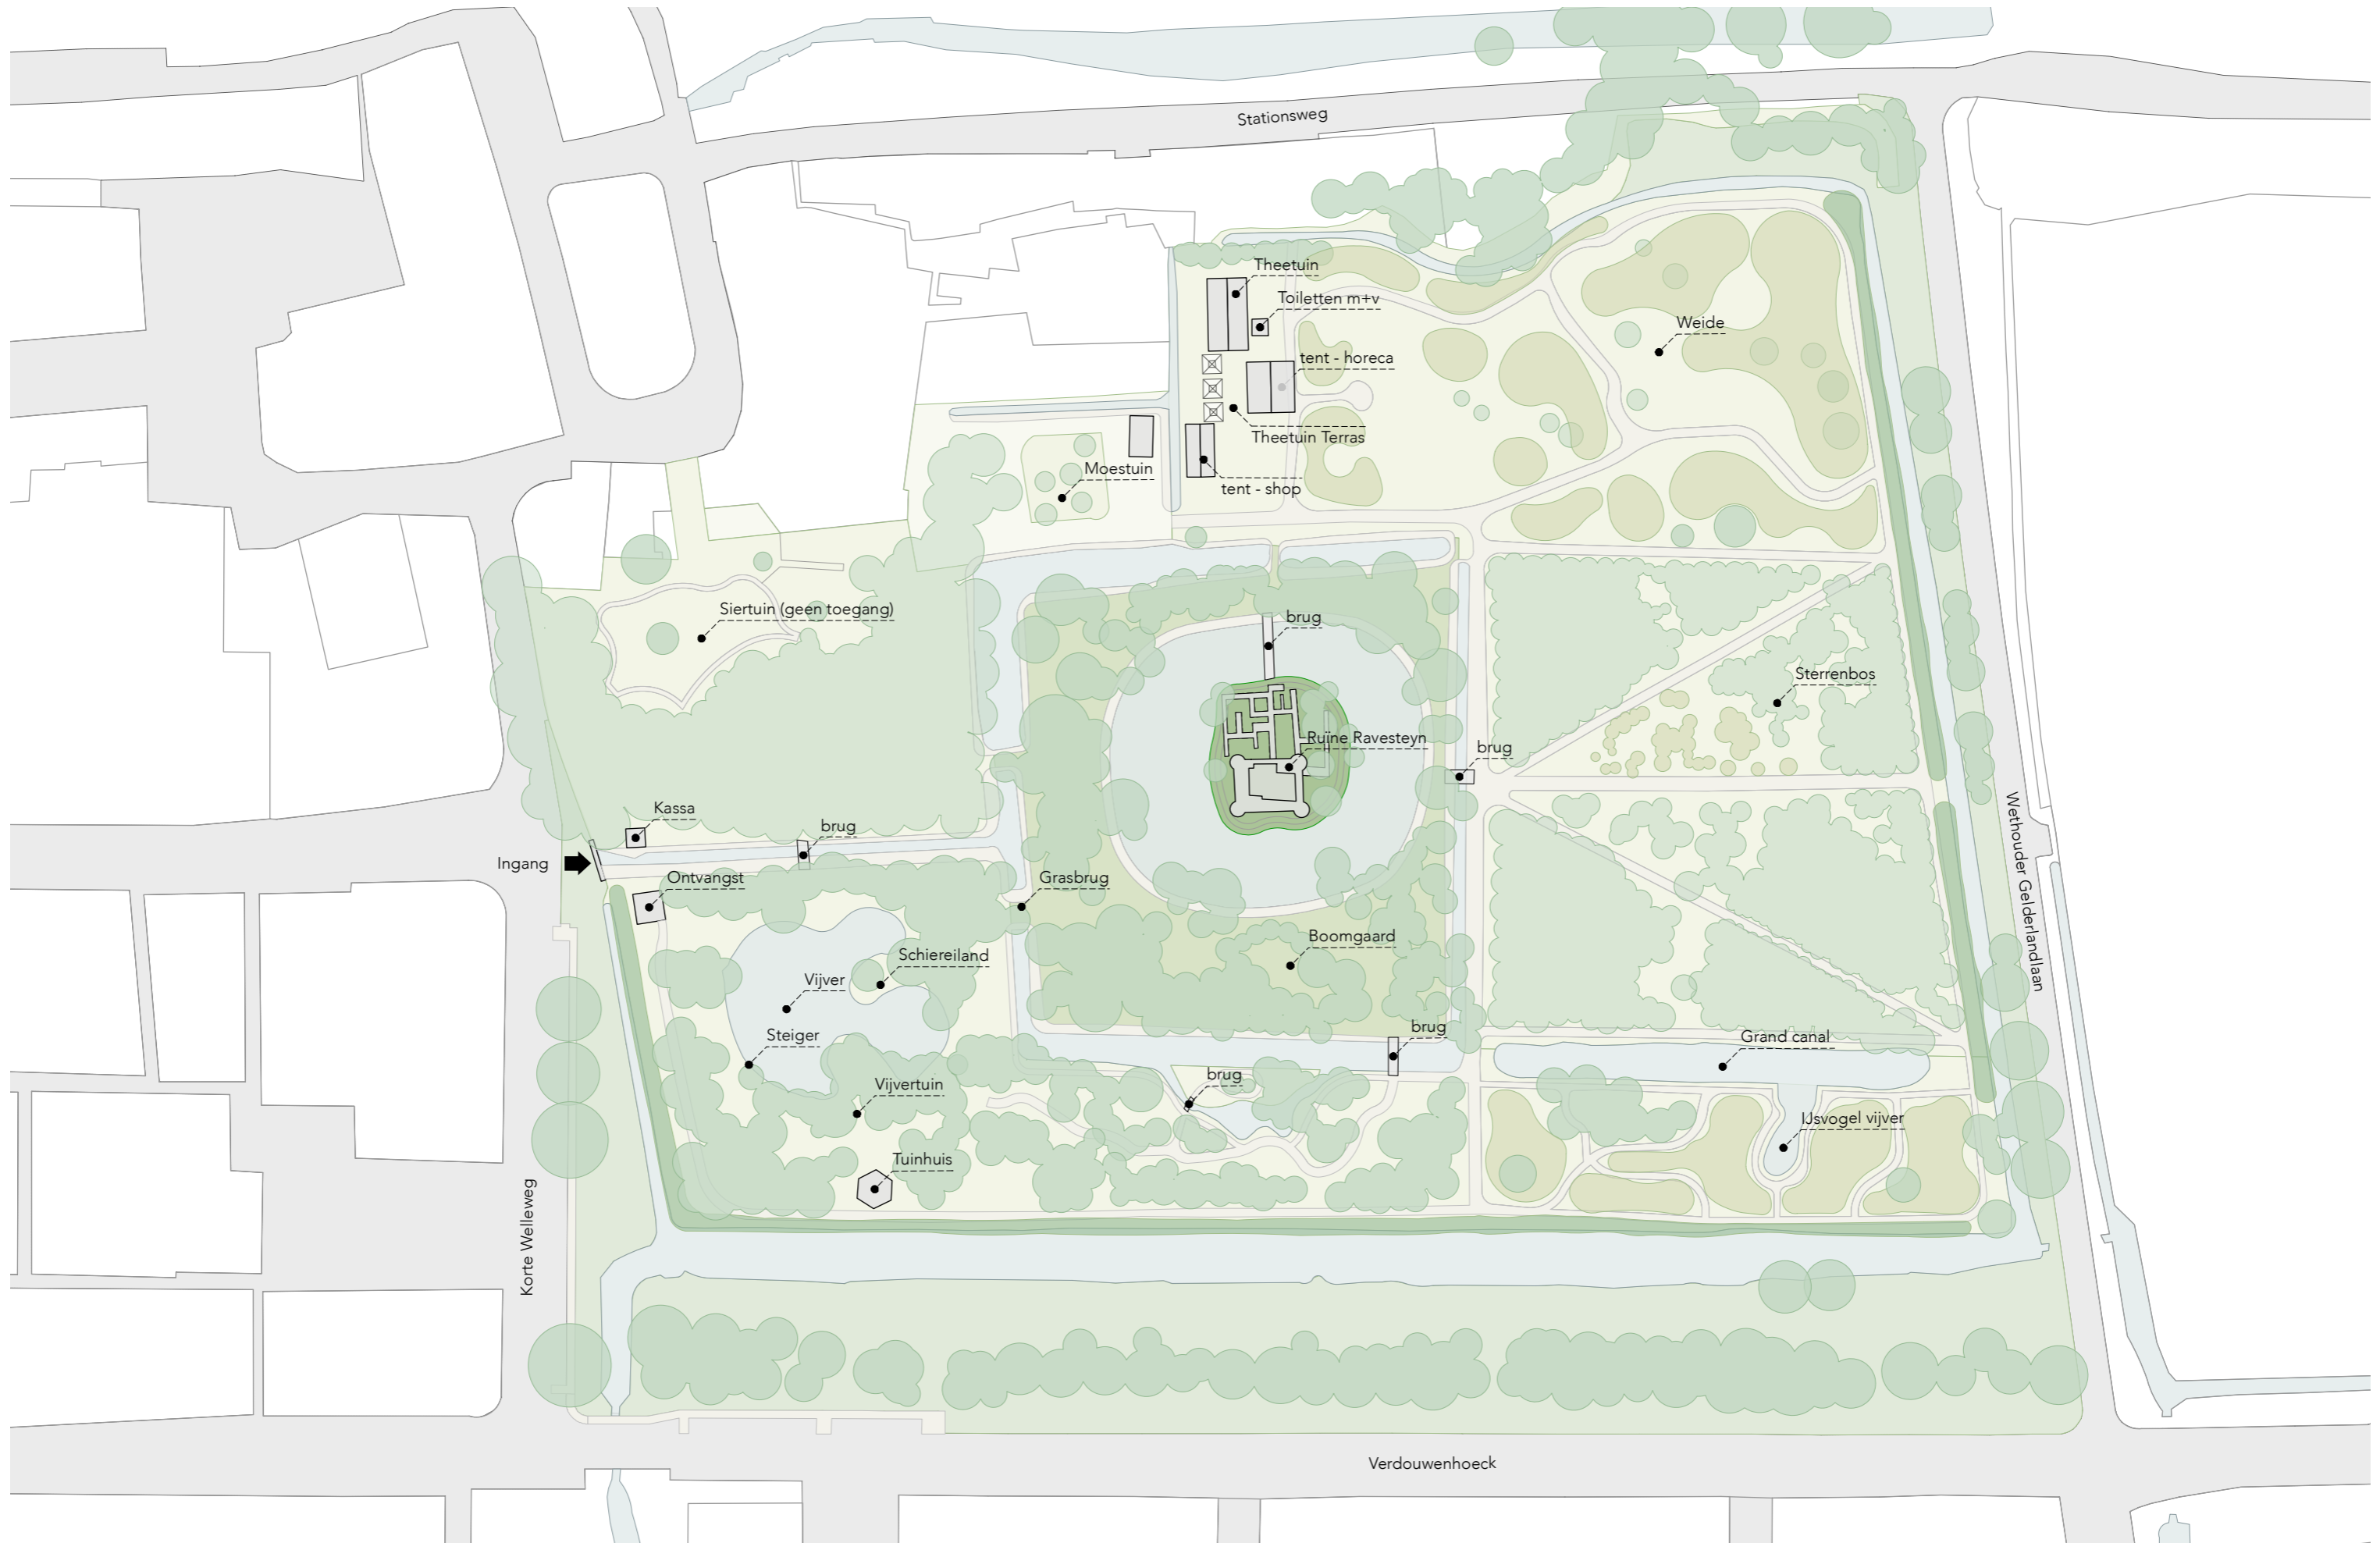 Stationsweg
Theetuin
Toiletten m+v
Weide
tent - horeca
Theetuin Terras
Moestuin
tent - shop
Siertuin (geen toegang)
brug
Sterrenbos
Ruïne Ravesteyn
brug
Kassa
brug
Ingang
Ontvangst
Grasbrug
Wethouder Gelderlandlaan
Boomgaard
Schiereiland
Vijver
Steiger
brug
Grand canal
brug
Vijvertuin
IJsvogel vijver
Tuinhuis
Korte Welleweg
Verdouwenhoeck